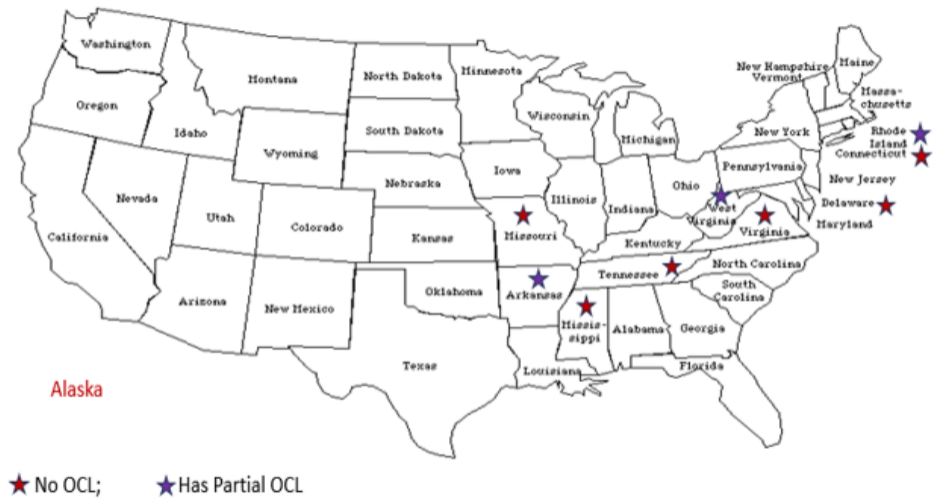 Washington
Montana
North Dakota
Minnesota
New Hampshire
Vermont
Maine
Massa-
chusetts
Oregon
Idaho
Wyoming
South Dakota
Wisconsin
Michigan
New York
Rhode
Island
Connecticut
Nevada
Utah
Colorado
Nebraska
Iowa
Illinois
Indiana
Ohio
Pennsylvania
New Jersey
West
Virginia
Virginia
Delaware
Maryland
California
Kansas
Missouri
Kentucky
Arizona
New Mexico
Oklahoma
Arkansas
Tennessee
North Carolina
South
Carolina
Texas
Louisiana
Missis-
sippi
Alabama
Georgia
Florida
Alaska
No OCL; Has Partial OCL